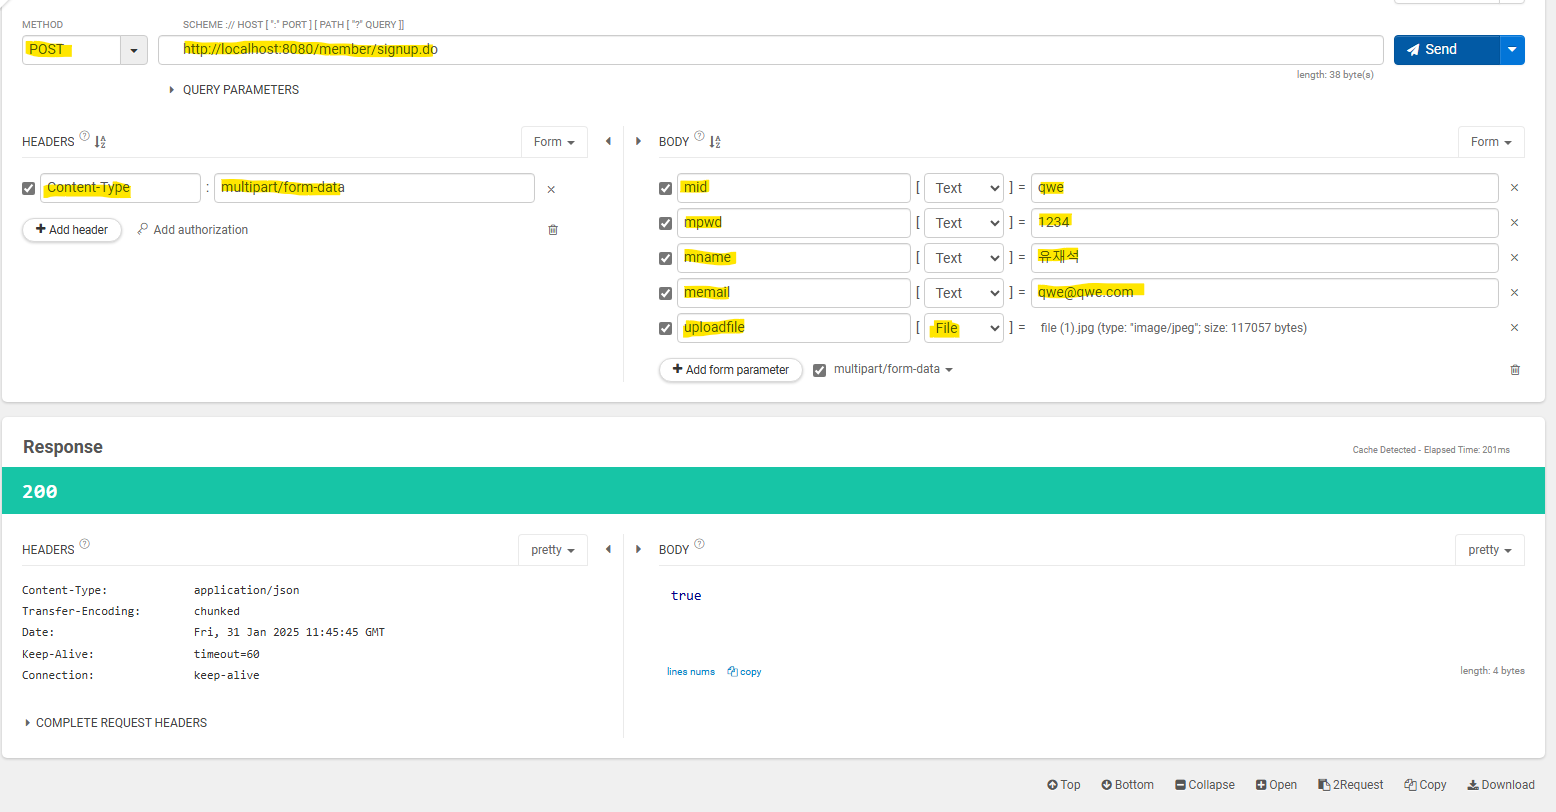 METHOD
SCHEME :// HOST [ ":" PORT ] [ PATH [ "?" QUERY ]]
POST
http://localhost:8080/member/signup.do
Send
length: 38 byte(s)
QUERY PARAMETERS
HEADERS ? Form
BODY ? Form
Content-Type : multipart/form-data ×
Add header Add authorization
mid [ Text ] = qwe ×
mpwd [ Text ] = 1234 ×
mname [ Text ] = 유재석 ×
memail [ Text ] = qwe@qwe.com ×
uploadfile [ File ] = file (1).jpg (type: "image/jpeg"; size: 117057 bytes) ×
Add form parameter multipart/form-data
Response
Cache Detected - Elapsed Time: 201ms
200
HEADERS ? pretty
BODY ? pretty
Content-Type: application/json
Transfer-Encoding: chunked
Date: Fri, 31 Jan 2025 11:45:45 GMT
Keep-Alive: timeout=60
Connection: keep-alive
COMPLETE REQUEST HEADERS
true
lines nums copy
length: 4 bytes
Top Bottom Collapse Open 2Request Copy Download